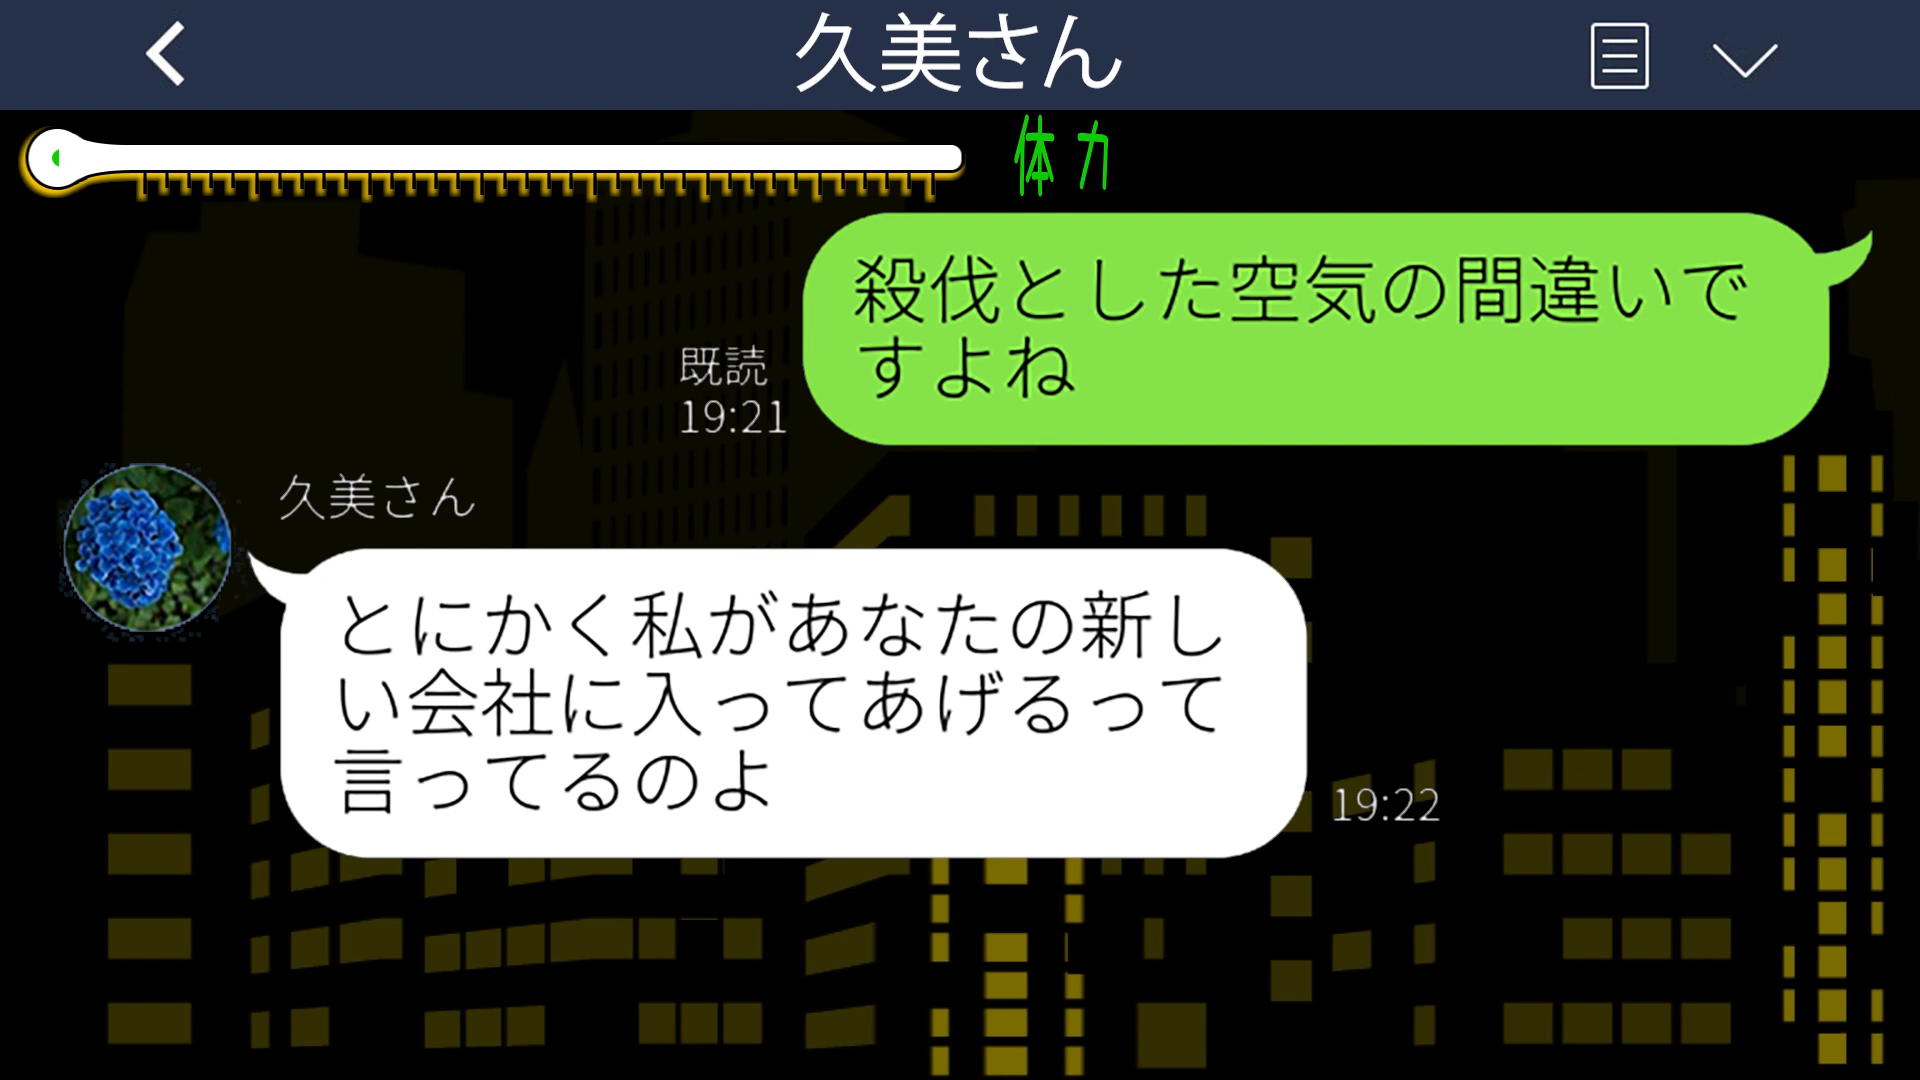 久美さん
体力
殺伐とした空気の間違いで
すよね
既読
19:21
久美さん
とにかく私があなたの新し
い会社に入ってあげるって
言ってるのよ
19:22